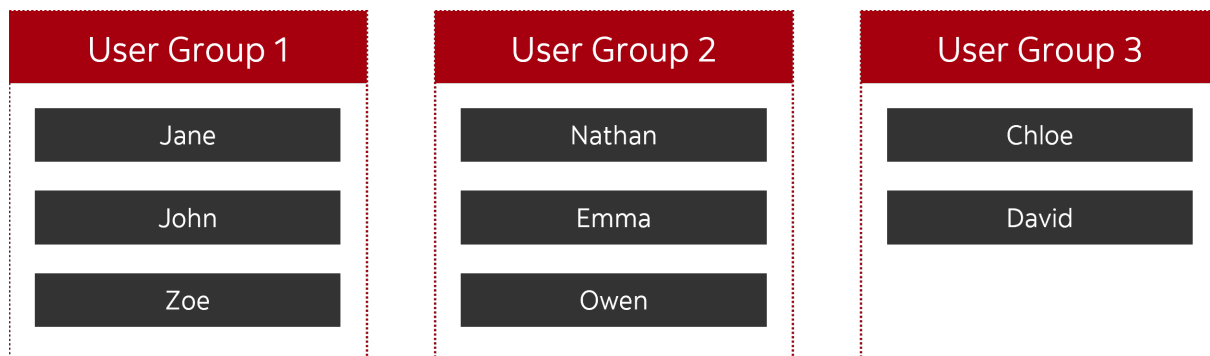 User Group 1
Jane
John
Zoe
User Group 2
Nathan
Emma
Owen
User Group 3
Chloe
David